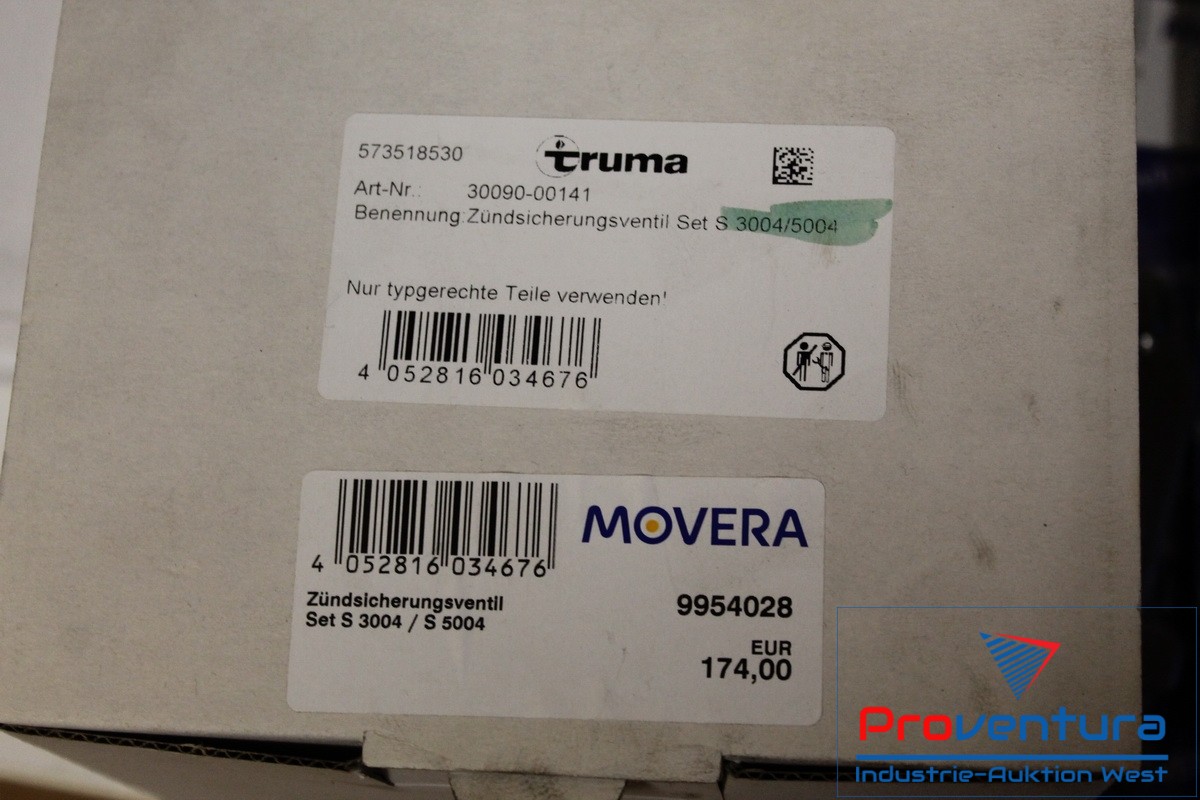 573518530
truma
Art-Nr.: 30090-00141
Benennung:Zündsicherungsventil Set S 3004/5004
Nur typgerechte Teile verwenden!
4 052816 034676
4 052816 034676
MOVERA
Zündsicherungsventil
Set S 3004 / S 5004
9954028
EUR
174,00
Proventura
Industrie-Auktion West